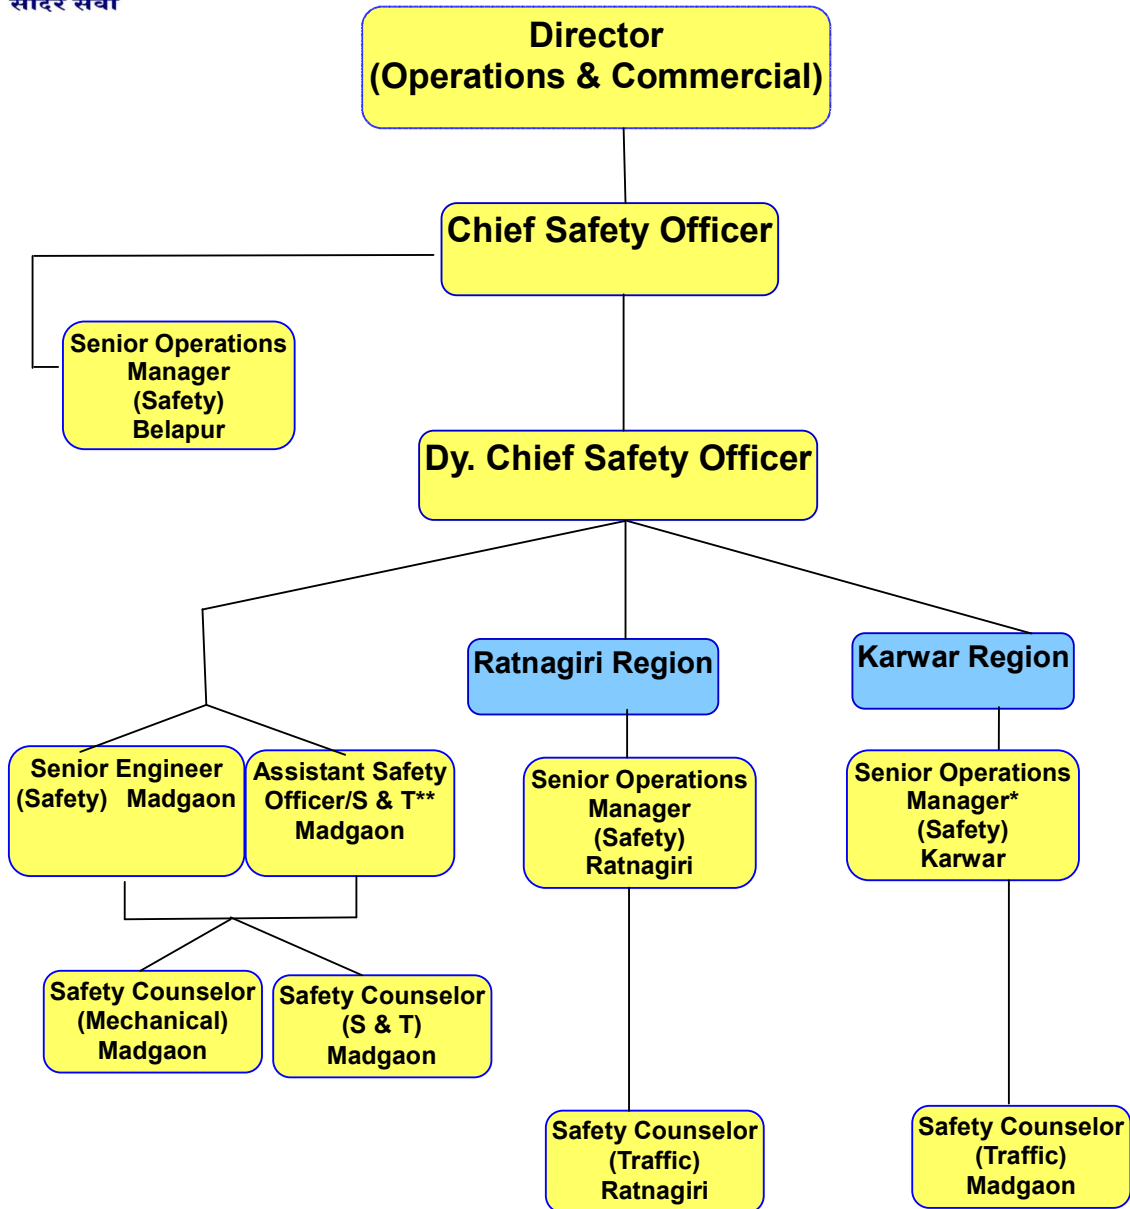 Director
(Operations & Commercial)
Chief Safety Officer
Senior Operations
Manager
(Safety)
Belapur
Dy. Chief Safety Officer
Ratnagiri Region
Karwar Region
Senior Engineer
(Safety) Madgaon
Assistant Safety
Officer/S & T**
Madgaon
Senior Operations
Manager
(Safety)
Ratnagiri
Senior Operations
Manager*
(Safety)
Karwar
Safety Counselor
(Mechanical)
Madgaon
Safety Counselor
(S & T)
Madgaon
Safety Counselor
(Traffic)
Ratnagiri
Safety Counselor
(Traffic)
Madgaon